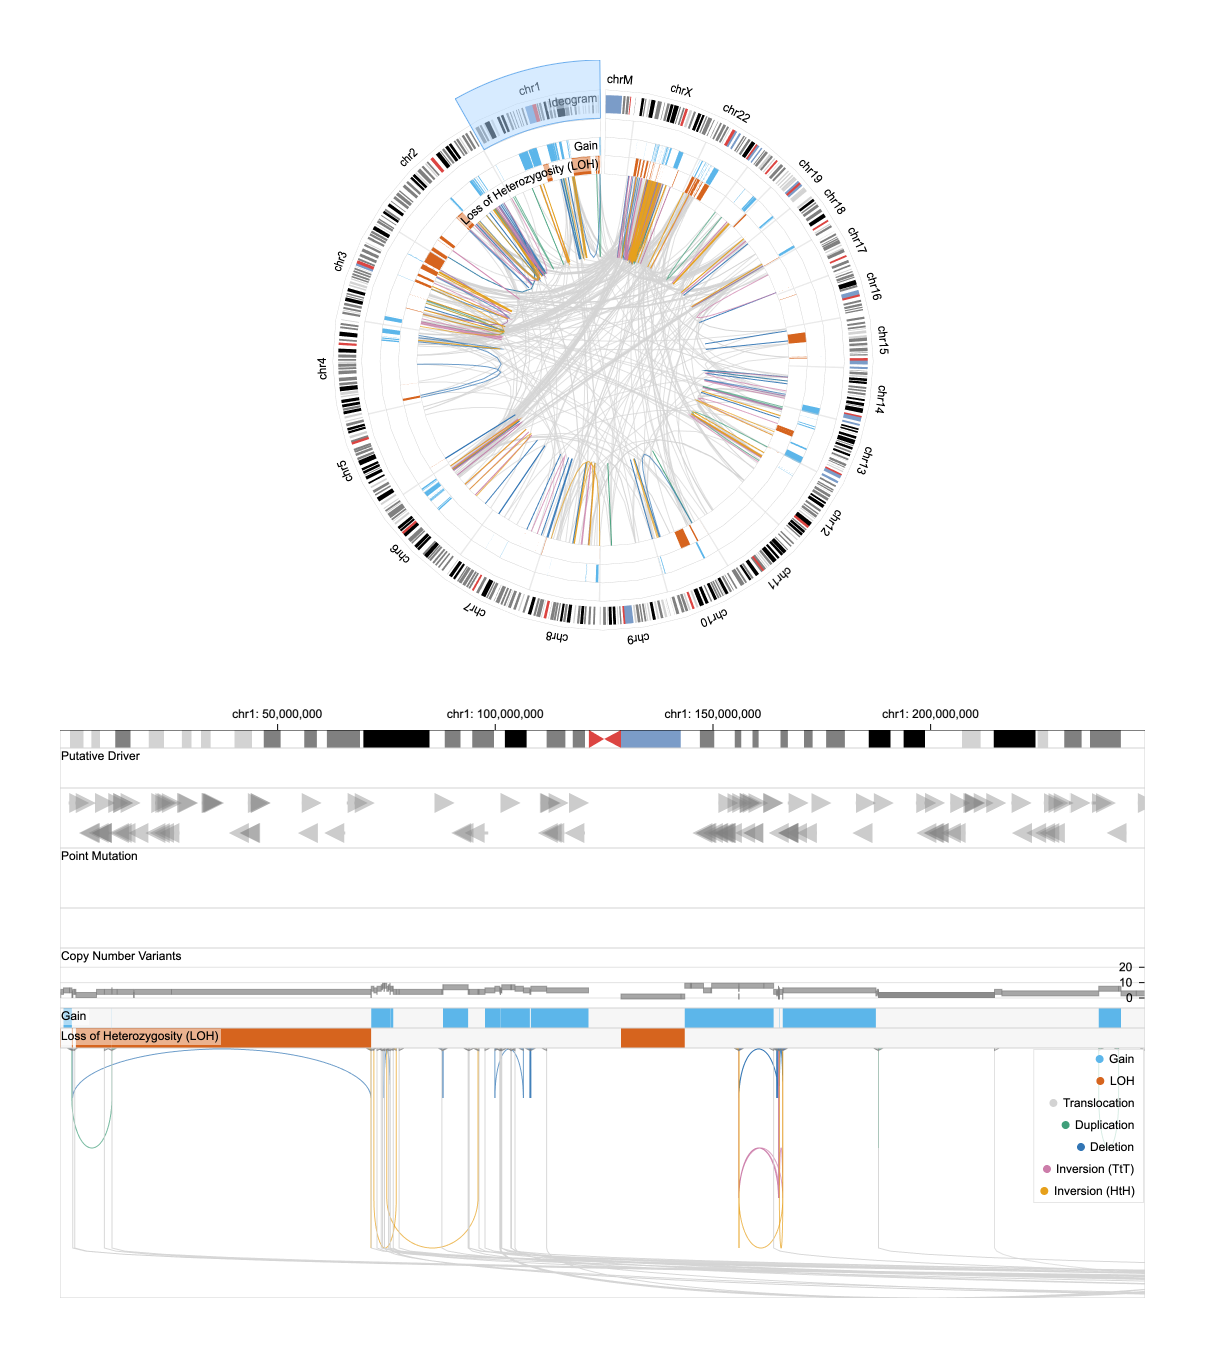 chrM
chr1
chrX
Ideogram
chr22
Gain
chr2
Loss of Heterozygosity (LOH)
chr19
chr18
chr17
chr3
chr16
chr15
chr4
chr14
chr13
chr5
chr12
chr6
chr11
chr7
chr10
chr8
chr9
chr1: 50,000,000
chr1: 100,000,000
chr1: 150,000,000
chr1: 200,000,000
Putative Driver
Point Mutation
Copy Number Variants
20
10
0
Gain
Loss of Heterozygosity (LOH)
Gain
LOH
Translocation
Duplication
Deletion
Inversion (TtT)
Inversion (HtH)